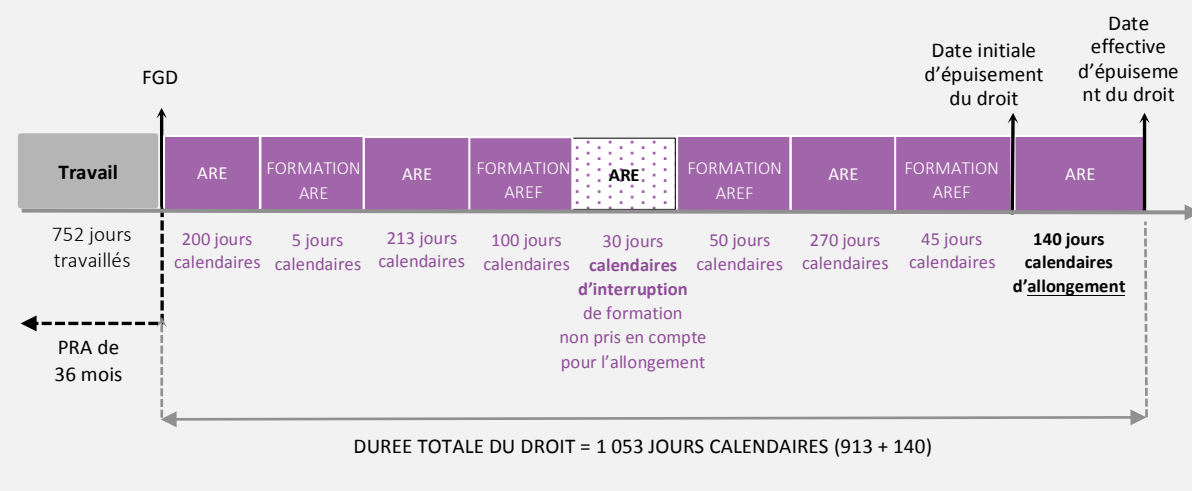 Date
effective
d'épuiseme
nt du droit
Date initiale
d'épuisement
du droit
FGD
Travail
ARE
FORMATION
ARE
ARE
FORMATION
AREF
ARE
FORMATION
AREF
ARE
FORMATION
AREF
ARE
752 jours
travaillés
200 jours
calendaires
5 jours
calendaires
213 jours
calendaires
100 jours
calendaires
30 jours
calendaires
d'interruption
de formation
non pris en compte
pour l'allongement
50 jours
calendaires
270 jours
calendaires
45 jours
calendaires
140 jours
calendaires
d'allongement
PRA de
36 mois
DUREE TOTALE DU DROIT = 1 053 JOURS CALENDAIRES (913 + 140)